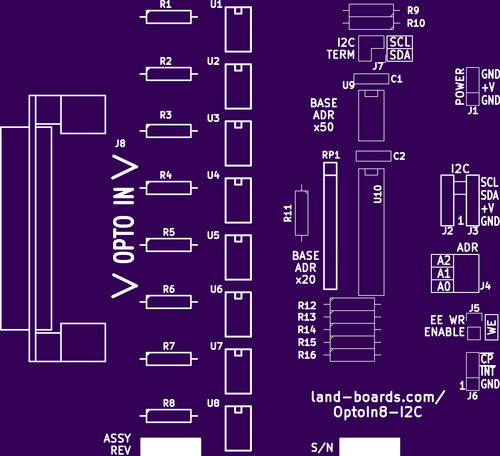 R1
U1
R2
U2
R3
U3
R4
U4
R5
U5
R6
U6
R7
U7
R8
U8
J8
< OPTO IN >
ASSY
REV
R9
R10
I2C
TERM
SCL
SDA
J7
C1
U9
BASE
ADR
x50
C2
RP1
U10
R11
BASE
ADR
x20
R12
R13
R14
R15
R16
POWER
GND
+V
GND
J1
I2C
SCL
SDA
+V
1 GND
J2 J3
ADR
A2
A1
A0
J4
J5
EE WR
ENABLE
WE
CP
INT
1 GND
J6
land-boards.com/
OptoIn8-I2C
S/N